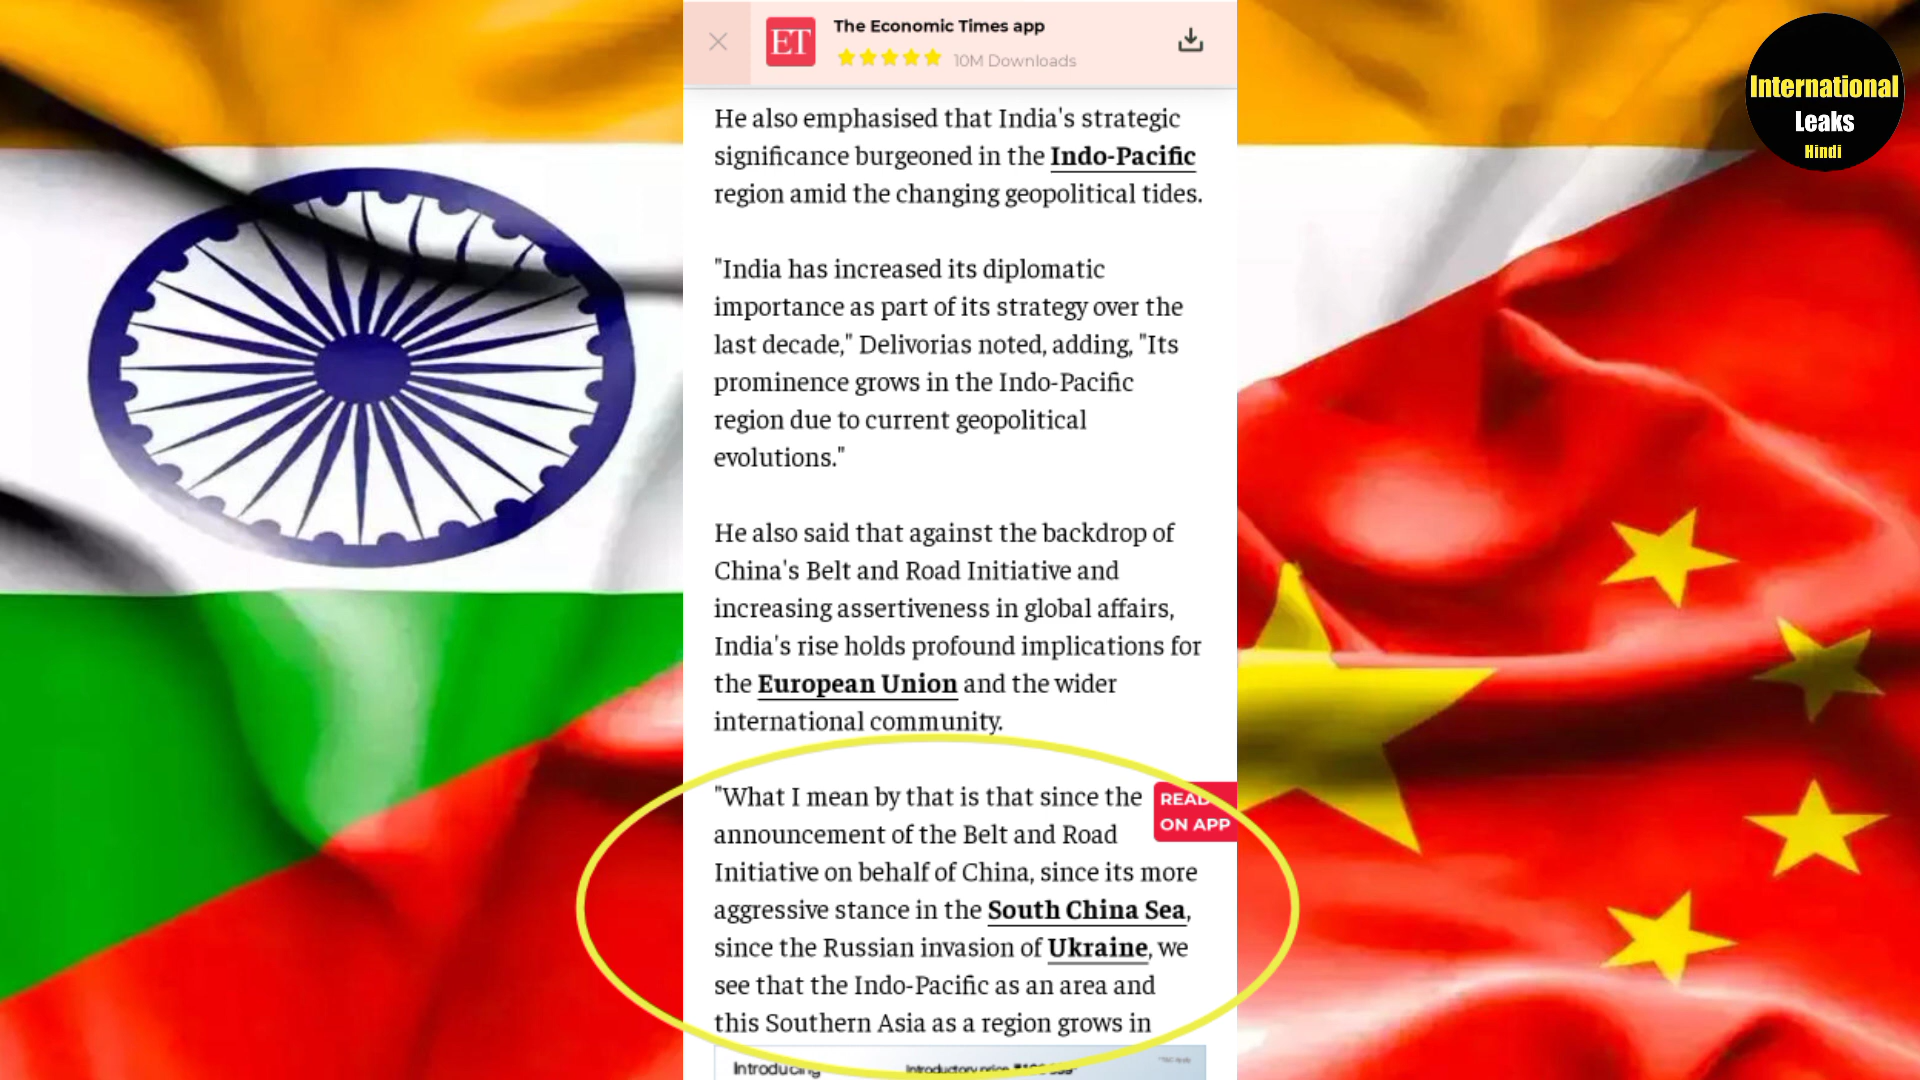 The Economic Times app
ET
10M Downloads
International
Leaks
Hindi
He also emphasised that India's strategic
significance burgeoned in the Indo-Pacific
region amid the changing geopolitical tides.
"India has increased its diplomatic
importance as part of its strategy over the
last decade," Delivorias noted, adding, "Its
prominence grows in the Indo-Pacific
region due to current geopolitical
evolutions."
He also said that against the backdrop of
China's Belt and Road Initiative and
increasing assertiveness in global affairs,
India's rise holds profound implications for
the European Union and the wider
international community.
"What I mean by that is that since the
announcement of the Belt and Road
Initiative on behalf of China, since its more
aggressive stance in the South China Sea,
since the Russian invasion of Ukraine, we
see that the Indo-Pacific as an area and
this Southern Asia as a region grows in
READ
ON APP
Introducing
Introductory price